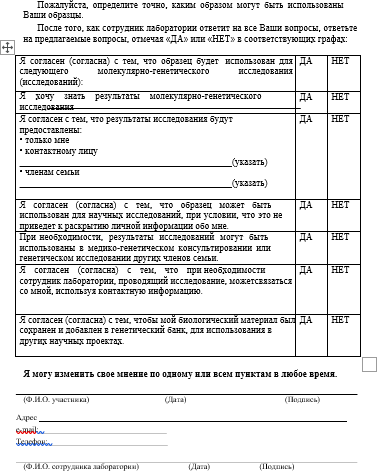 Пожалуйста, определите точно, каким образом могут быть использованы
Ваши образцы.
После того, как сотрудник лаборатории ответит на все Ваши вопросы, ответьте
на предлагаемые вопросы, отмечая «ДА» или «НЕТ» в соответствующих графах:
Я согласен (согласна) с тем, что образец будет использован для ДА НЕТ
следующего молекулярно-генетического исследования
(исследований):
Я хочу знать результаты молекулярно-генетического ДА НЕТ
исследования
Я согласен (согласна) с тем, что результаты исследования будут ДА НЕТ
предоставлены:
• только мне
• контактному лицу
(указать)
• членам семьи
(указать)
Я согласен (согласна) с тем, что образец может быть ДА НЕТ
использован для научных исследований, при условии, что это не
приведет к раскрытию личной информации обо мне.
При необходимости, результаты исследований могут быть ДА НЕТ
использованы в медико-генетическом консультировании или
генетическом исследовании других членов семьи.
Я согласен (согласна) с тем, что при необходимости ДА НЕТ
сотрудник лаборатории, проводящий исследование, можетсвязаться
со мной, используя контактную информацию.
Я согласен (согласна) с тем, чтобы мой биологический материал был ДА НЕТ
сохранен и добавлен в генетический банк, для использования в
других научных проектах.
Я могу изменить свое мнение по одному или всем пунктам в любое время.
(Ф.И.О. участника) (Дата) (Подпись)
Адрес
e.mail:
Телефон:
(Ф.И.О. сотрудника лаборатории) (Дата) (Подпись)